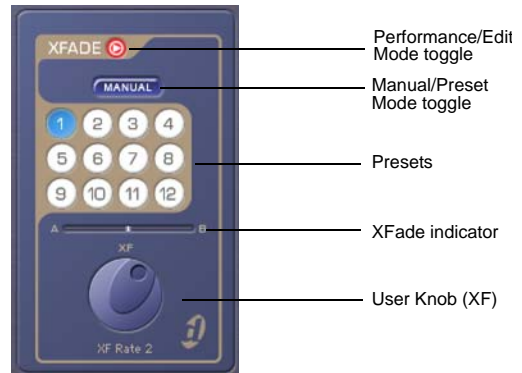 XFADE
Performance/Edit
Mode toggle
MANUAL
Manual/Preset
Mode toggle
1 2 3 4
5 6 7 8
9 10 11 12
Presets
A B
XFade indicator
XF
User Knob (XF)
XF Rate 2